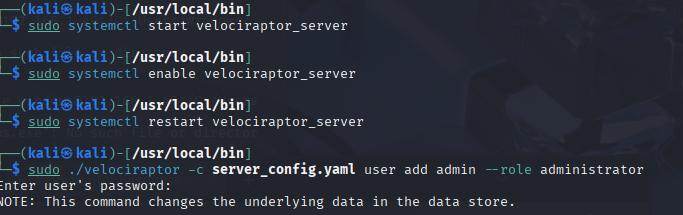 (kali㉿kali)-[/usr/local/bin]
$ sudo systemctl start velociraptor_server
(kali㉿kali)-[/usr/local/bin]
$ sudo systemctl enable velociraptor_server
(kali㉿kali)-[/usr/local/bin]
$ sudo systemctl restart velociraptor_server
(kali㉿kali)-[/usr/local/bin]
$ sudo ./velociraptor -c server_config.yaml user add admin --role administrator
Enter user's password:
NOTE: This command changes the underlying data in the data store.